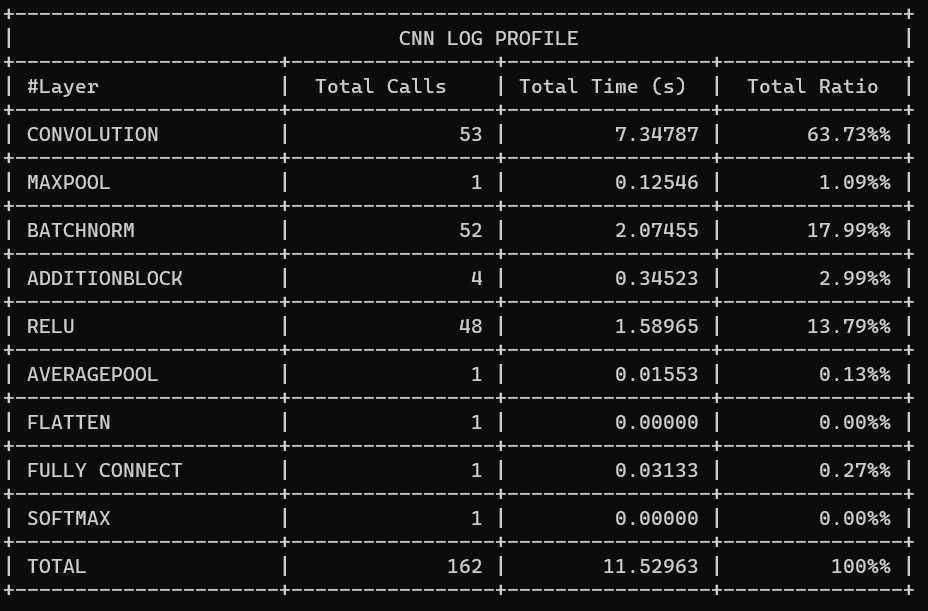 CNN LOG PROFILE
#Layer | Total Calls | Total Time (s) | Total Ratio
CONVOLUTION | 53 | 7.34787 | 63.73%%
MAXPOOL | 1 | 0.12546 | 1.09%%
BATCHNORM | 52 | 2.07455 | 17.99%%
ADDITIONBLOCK | 4 | 0.34523 | 2.99%%
RELU | 48 | 1.58965 | 13.79%%
AVERAGEPOOL | 1 | 0.01553 | 0.13%%
FLATTEN | 1 | 0.00000 | 0.00%%
FULLY CONNECT | 1 | 0.03133 | 0.27%%
SOFTMAX | 1 | 0.00000 | 0.00%%
TOTAL | 162 | 11.52963 | 100%%